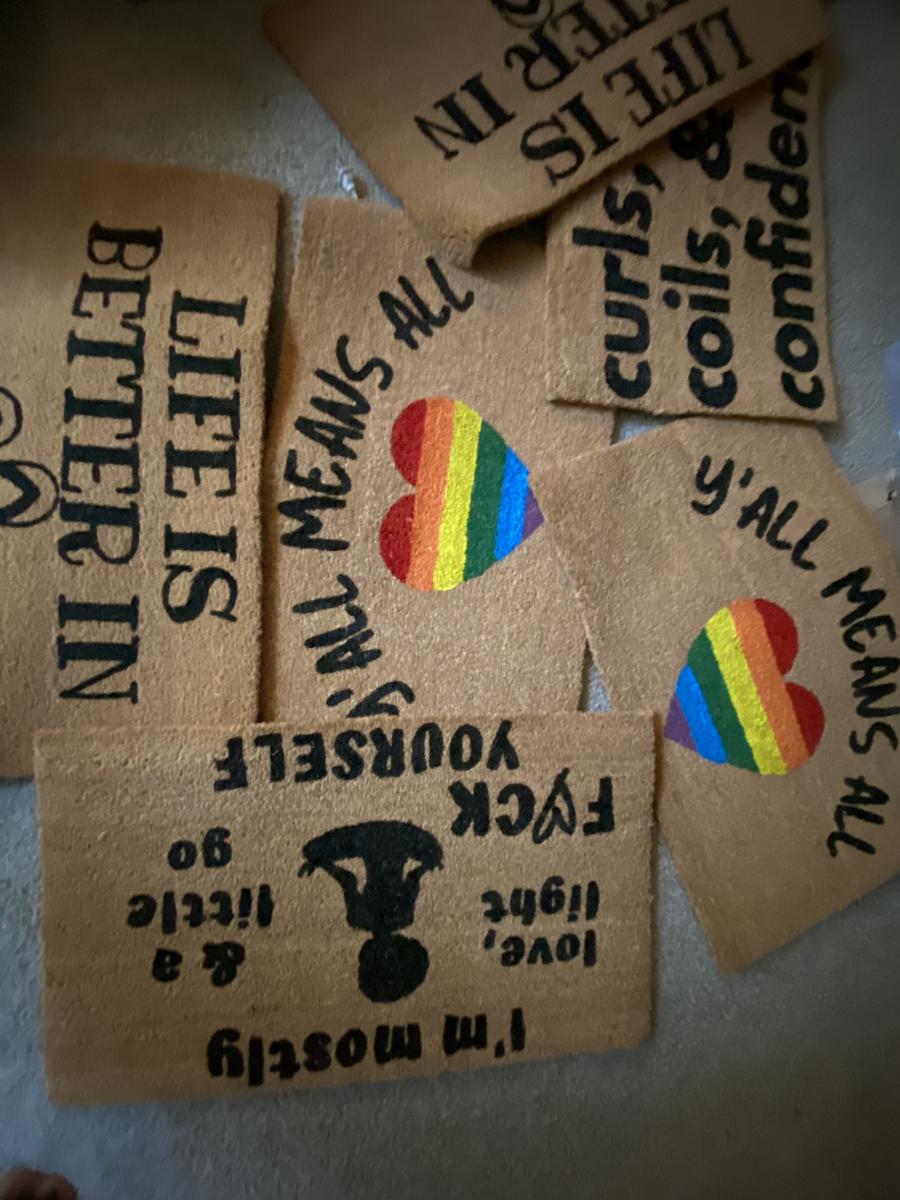 LIFE IS
BETTER IN
curls,
coils, &
confiden
LIFE IS
BETTER IN
Y'ALL MEANS ALL
Y'ALL MEANS ALL
I'm mostly
love,
light
& a
little
go
F CK
YOURSELF